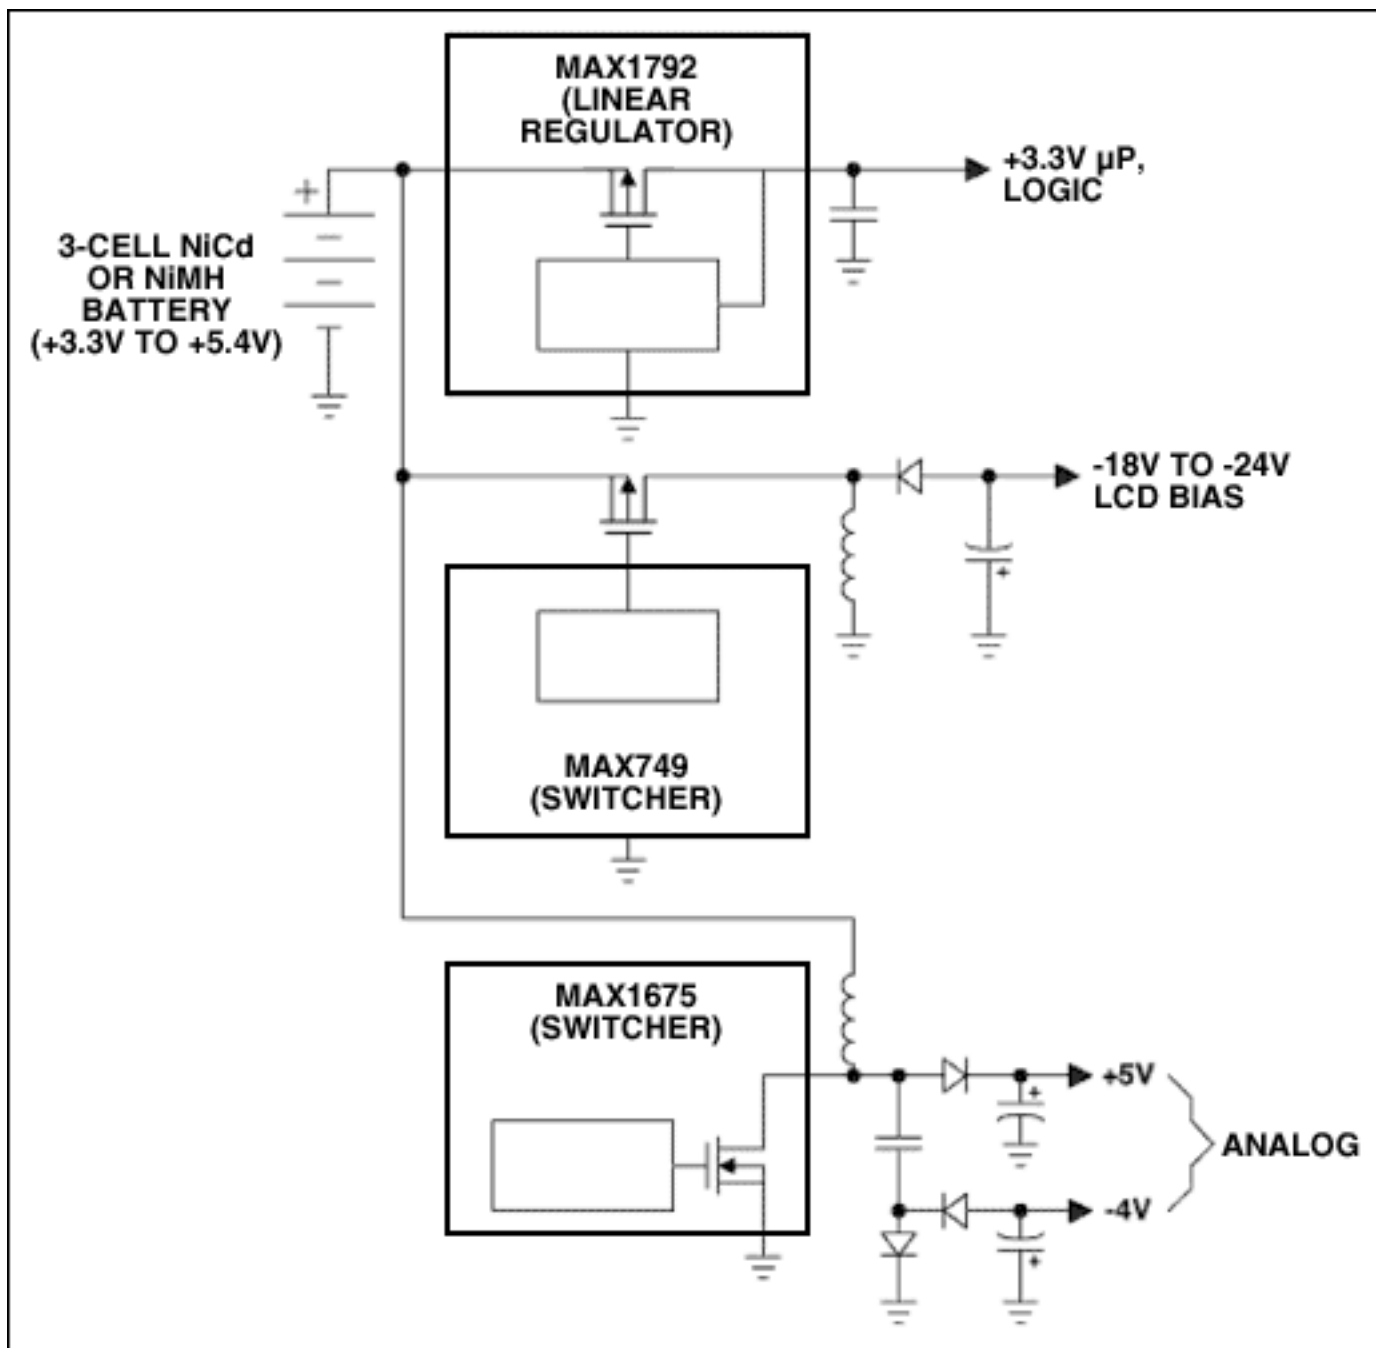 MAX1792
(LINEAR
REGULATOR)
+3.3V µP,
LOGIC
+
3-CELL NiCd
OR NiMH
BATTERY
(+3.3V TO +5.4V)
-18V TO -24V
LCD BIAS
+
MAX749
(SWITCHER)
MAX1675
(SWITCHER)
+5V
+
ANALOG
-4V
+